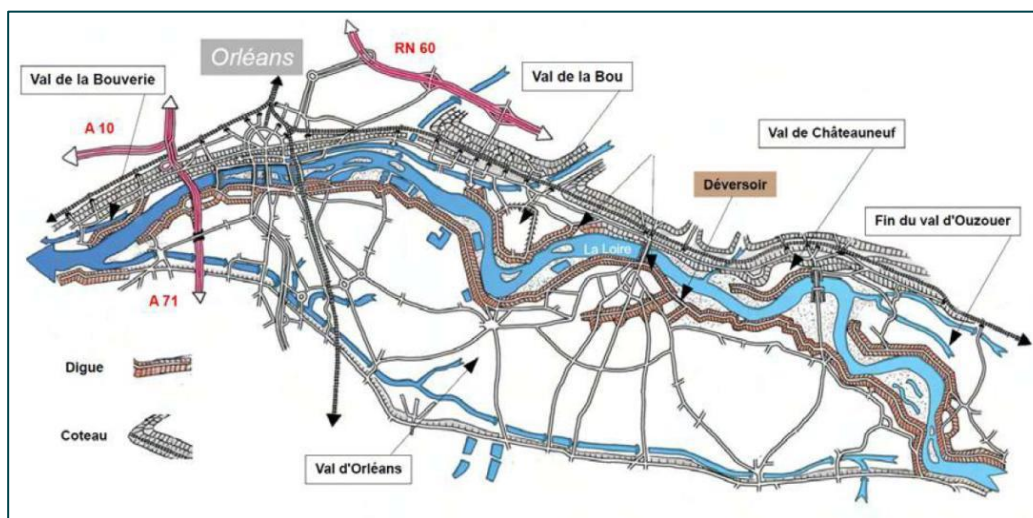 RN 60
Orléans
Val de la Bouverie
Val de la Bou
A 10
Val de Châteauneuf
Déversoir
Fin du val d'Ouzouer
La Loire
A 71
Digue
Coteau
Val d'Orléans